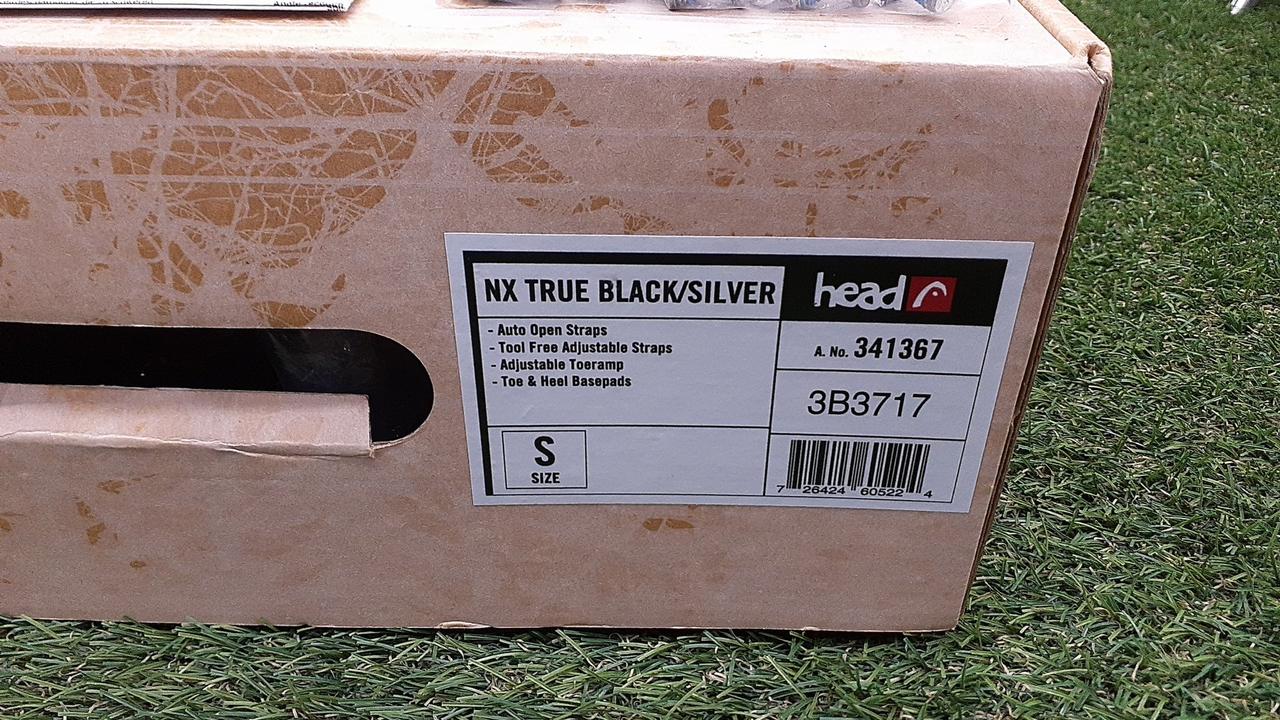 NX TRUE BLACK/SILVER
head
- Auto Open Straps
- Tool Free Adjustable Straps
- Adjustable Toeramp
- Toe & Heel Basepads
A. No. 341367
3B3717
S
SIZE
7 26424 60522 4